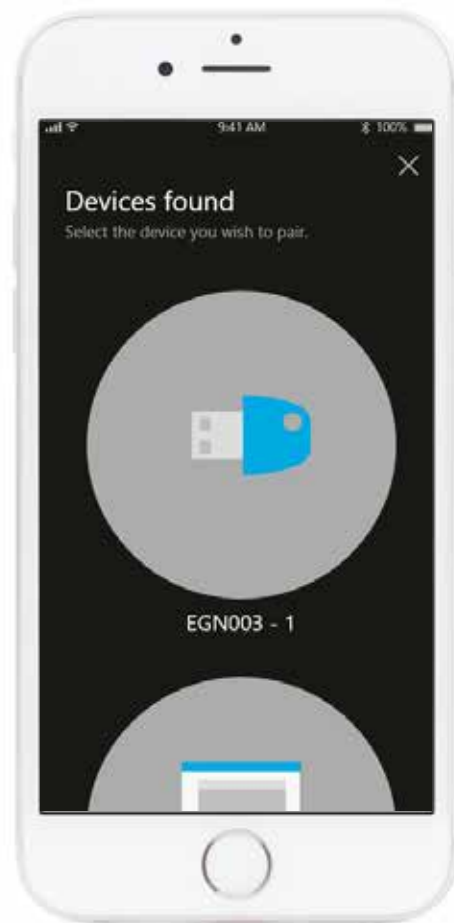 9:41 AM
100%
Devices found
Select the device you wish to pair.
EGN003 - 1